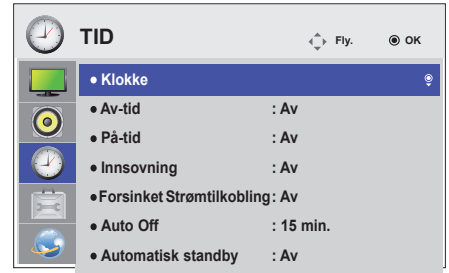 TID Fly. OK
• Klokke
• Av-tid : Av
• På-tid : Av
• Innsovning : Av
• Forsinket Strømtilkobling : Av
• Auto Off : 15 min.
• Automatisk standby : Av